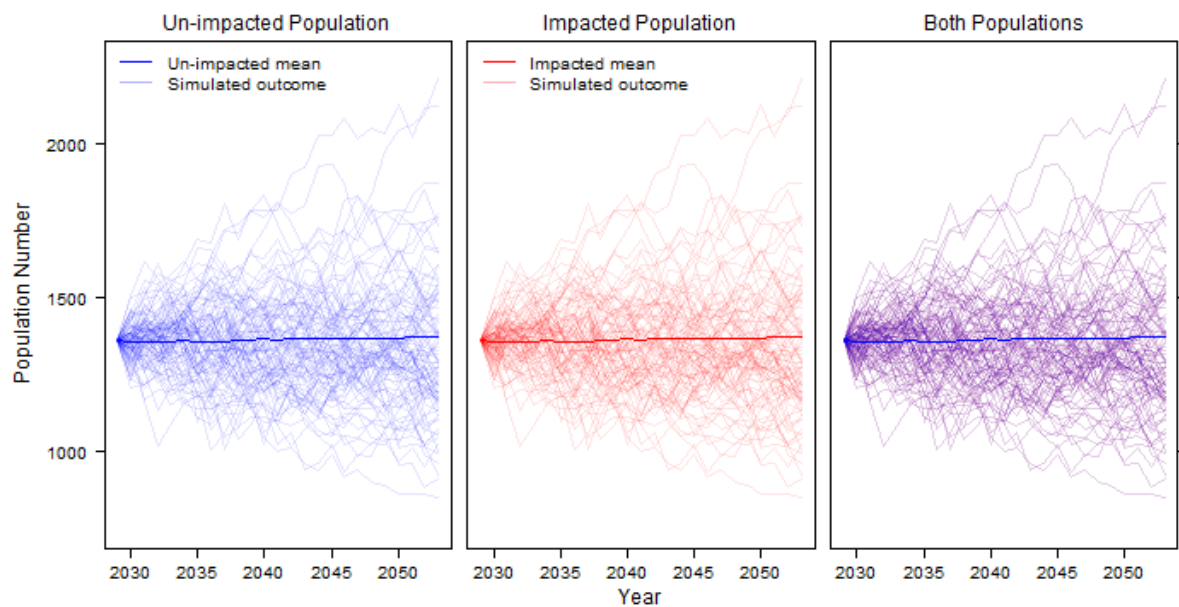 Un-impacted Population
Impacted Population
Both Populations
Un-impacted mean
Simulated outcome
Impacted mean
Simulated outcome
Population Number
2000
1500
1000
2030 2035 2040 2045 2050
2030 2035 2040 2045 2050
2030 2035 2040 2045 2050
Year